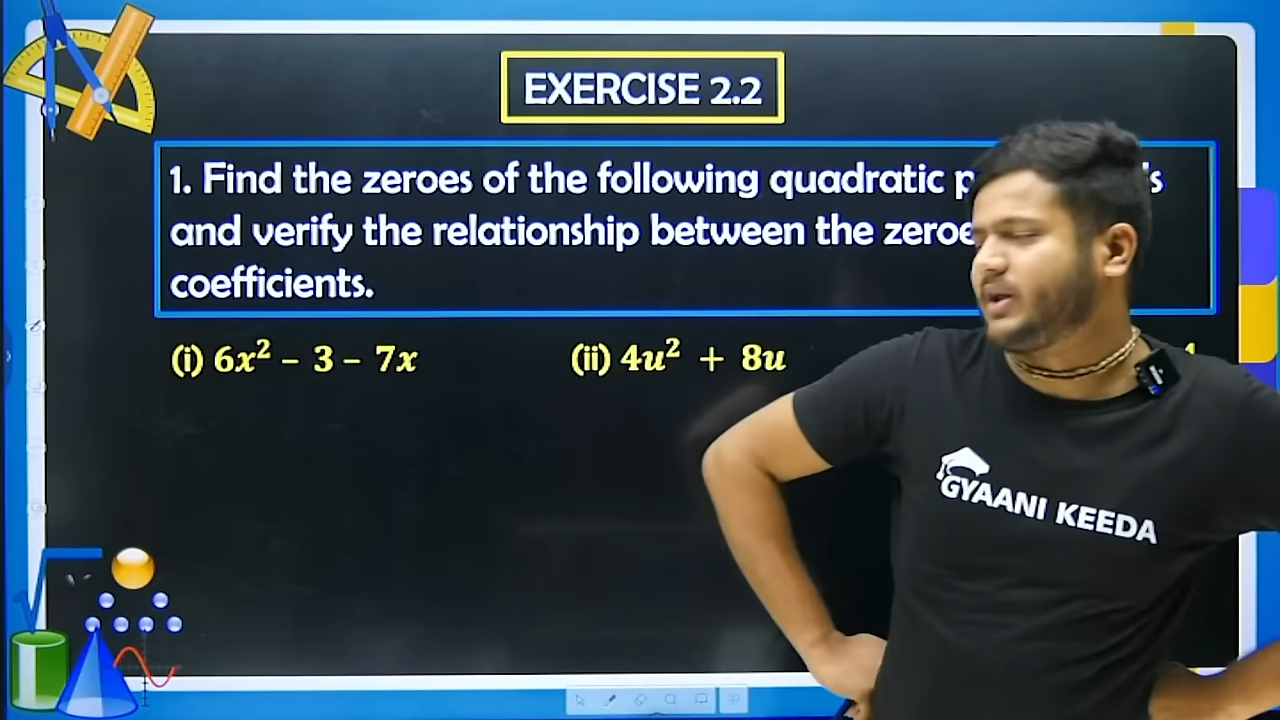 EXERCISE 2.2
1. Find the zeroes of the following quadratic
and verify the relationship between the
coefficients.
(i) 6x² – 3 – 7x (ii) 4u² + 8u
GYAANI KEEDA